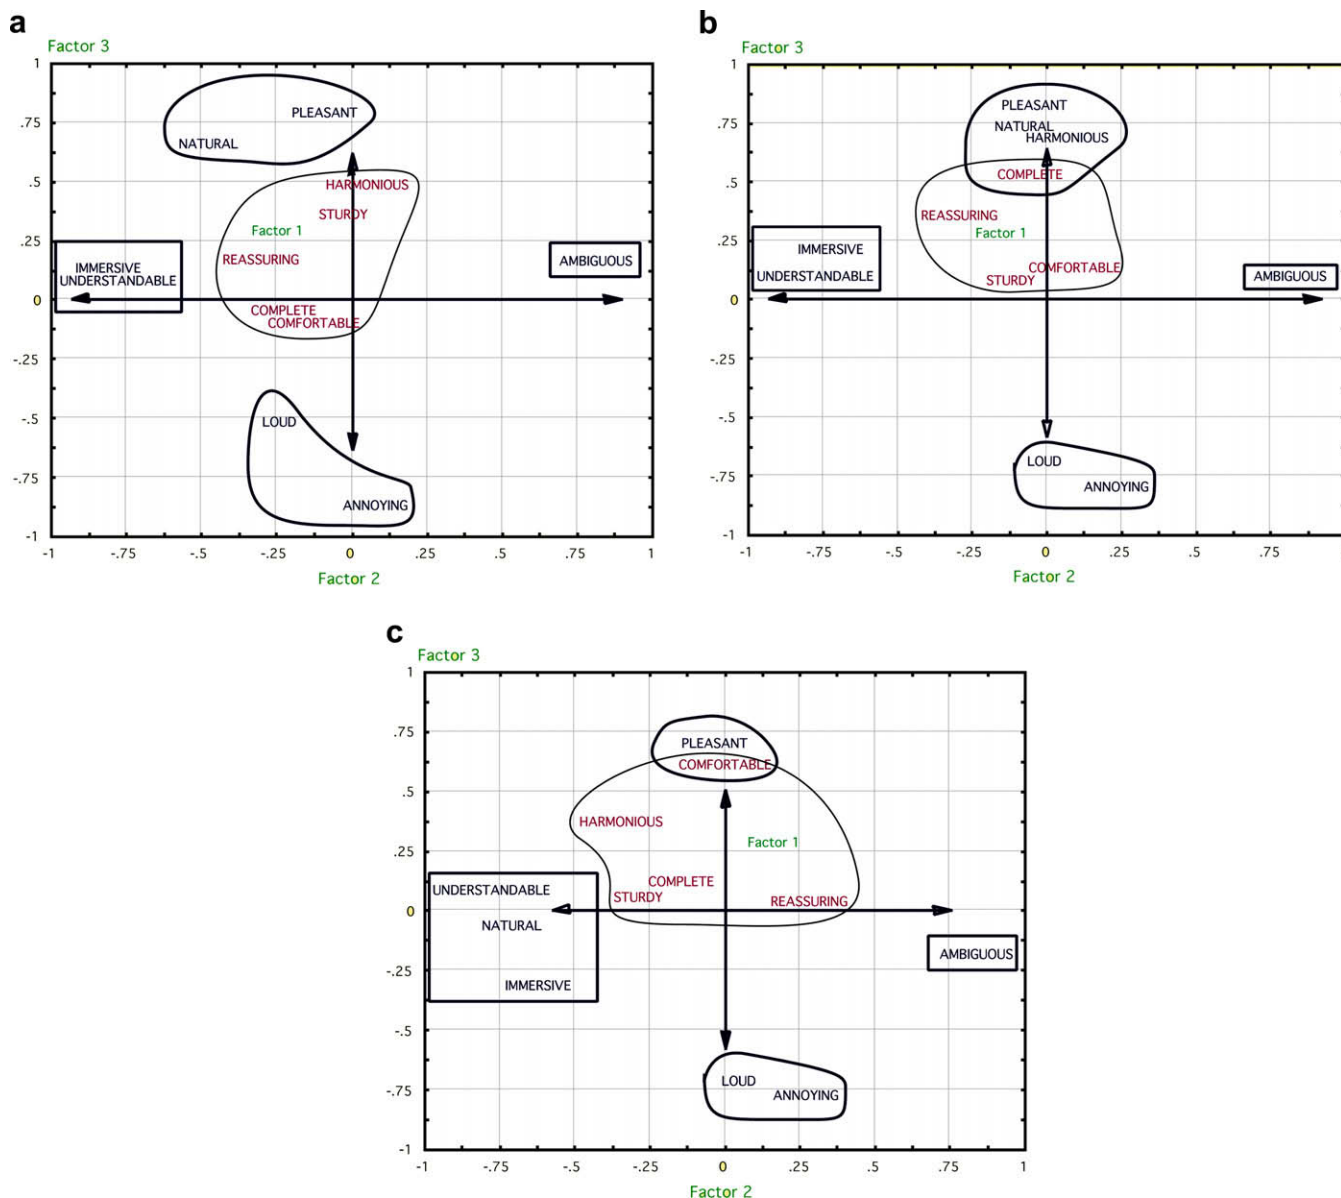 a
Factor 3
1
.75
.5
.25
0
-.25
-.5
-.75
-1
PLEASANT
NATURAL
HARMONIOUS
STURDY
Factor 1
REASSURING
IMMERSIVE
UNDERSTANDABLE
AMBIGUOUS
COMPLETE
COMFORTABLE
LOUD
ANNOYING
-1 -.75 -.5 -.25 0 .25 .5 .75 1
Factor 2
b
Factor 3
1
.75
.5
.25
0
-.25
-.5
-.75
-1
PLEASANT
NATURAL
HARMONIOUS
COMPLETE
REASSURING
Factor 1
IMMERSIVE
UNDERSTANDABLE
COMFORTABLE
STURDY
AMBIGUOUS
LOUD
ANNOYING
-1 -.75 -.5 -.25 0 .25 .5 .75
Factor 2
c
Factor 3
1
.75
.5
.25
0
-.25
-.5
-.75
-1
PLEASANT
COMFORTABLE
HARMONIOUS
Factor 1
COMPLETE
STURDY
REASSURING
UNDERSTANDABLE
NATURAL
IMMERSIVE
AMBIGUOUS
LOUD
ANNOYING
-1 -.75 -.5 -.25 0 .25 .5 .75 1
Factor 2